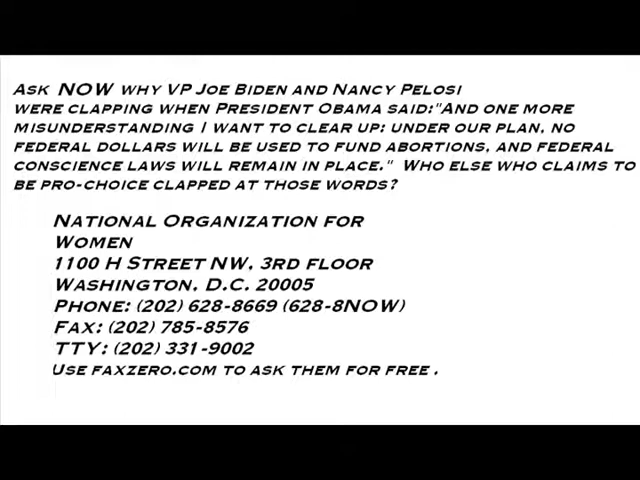 Ask NOW why VP Joe Biden and Nancy Pelosi
were clapping when President Obama said:"And one more
misunderstanding I want to clear up: under our plan, no
federal dollars will be used to fund abortions, and federal
conscience laws will remain in place." Who else who claims to
be pro-choice clapped at those words?
National Organization for
Women
1100 H Street NW, 3rd floor
Washington, D.C. 20005
Phone: (202) 628-8669 (628-8NOW)
Fax: (202) 785-8576
TTY: (202) 331-9002
Use faxzero.com to ask them for free .